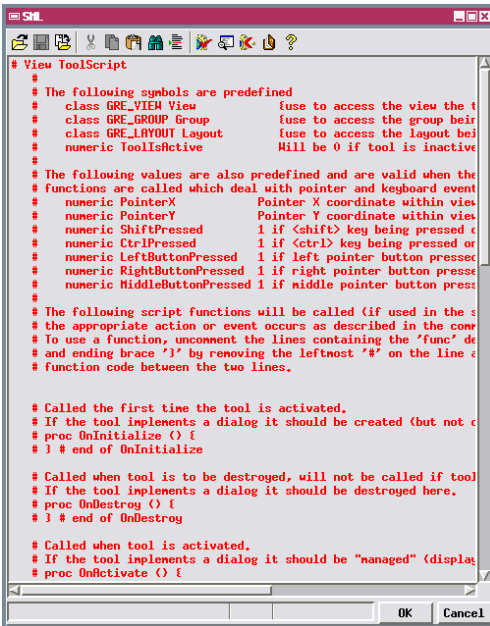 SML
# View ToolScript
#
# The following symbols are predefined
#    class GRE_VIEW View            {use to access the view the t
#    class GRE_GROUP Group          {use to access the group bein
#    class GRE_LAYOUT Layout        {use to access the layout bei
#    numeric ToolIsActive           Will be 0 if tool is inactive
#
# The following values are also predefined and are valid when the
# functions are called which deal with pointer and keyboard event
#    numeric PointerX            Pointer X coordinate within view
#    numeric PointerY            Pointer Y coordinate within view
#    numeric ShiftPressed        1 if <shift> key being pressed o
#    numeric CtrlPressed         1 if <ctrl> key being pressed or
#    numeric LeftButtonPressed   1 if left pointer button pressed
#    numeric RightButtonPressed  1 if right pointer button presse
#    numeric MiddleButtonPressed 1 if middle pointer button press
#
# The following script functions will be called (if used in the s
# the appropriate action or event occurs as described in the comm
# To use a function, uncomment the lines containing the 'func' de
# and ending brace '}' by removing the leftmost '#' on the line a
# function code between the two lines.
# Called the first time the tool is activated.
# If the tool implements a dialog it should be created (but not d
# proc OnInitialize () {
# } # end of OnInitialize
# Called when tool is to be destroyed, will not be called if tool
# If the tool implements a dialog it should be destroyed here.
# proc OnDestroy () {
# } # end of OnDestroy
# Called when tool is activated.
# If the tool implements a dialog it should be "managed" (display
# proc OnActivate () {
OK Cancel